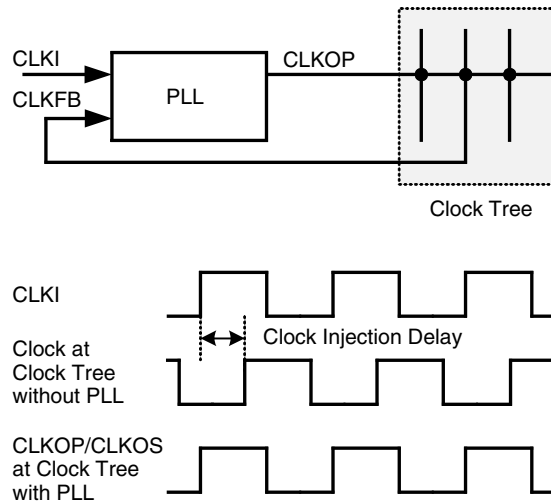 CLKI
CLKOP
CLKFB
PLL
Clock Tree
CLKI
Clock Injection Delay
Clock at
Clock Tree
without PLL
CLKOP/CLKOS
at Clock Tree
with PLL